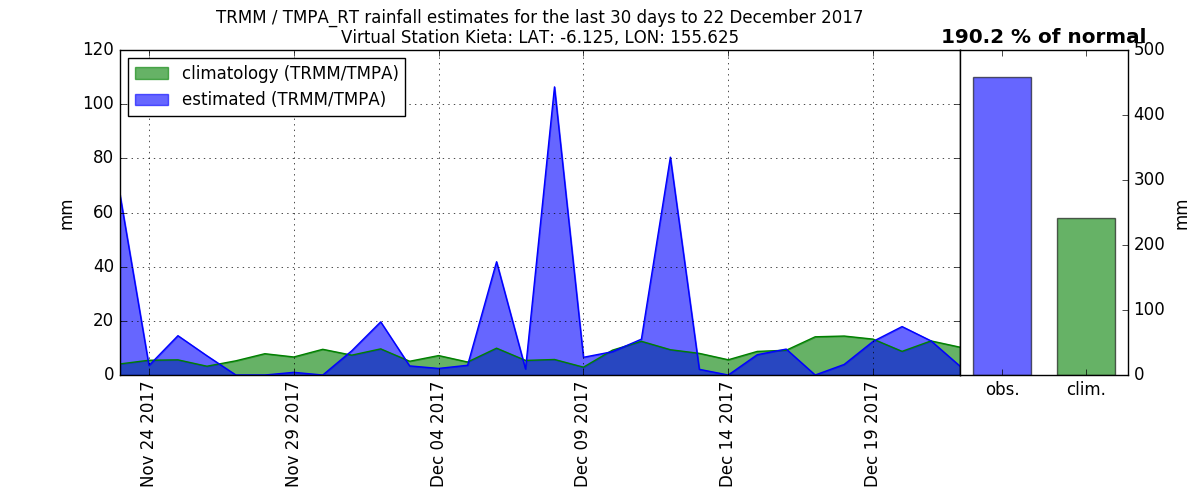 TRMM / TMPA_RT rainfall estimates for the last 30 days to 22 December 2017
Virtual Station Kieta: LAT: -6.125, LON: 155.625
190.2 % of normal
climatology (TRMM/TMPA)
estimated (TRMM/TMPA)
mm
120
100
80
60
40
20
0
Nov 24 2017
Nov 29 2017
Dec 04 2017
Dec 09 2017
Dec 14 2017
Dec 19 2017
obs.
clim.
500
400
300
200
100
0
mm